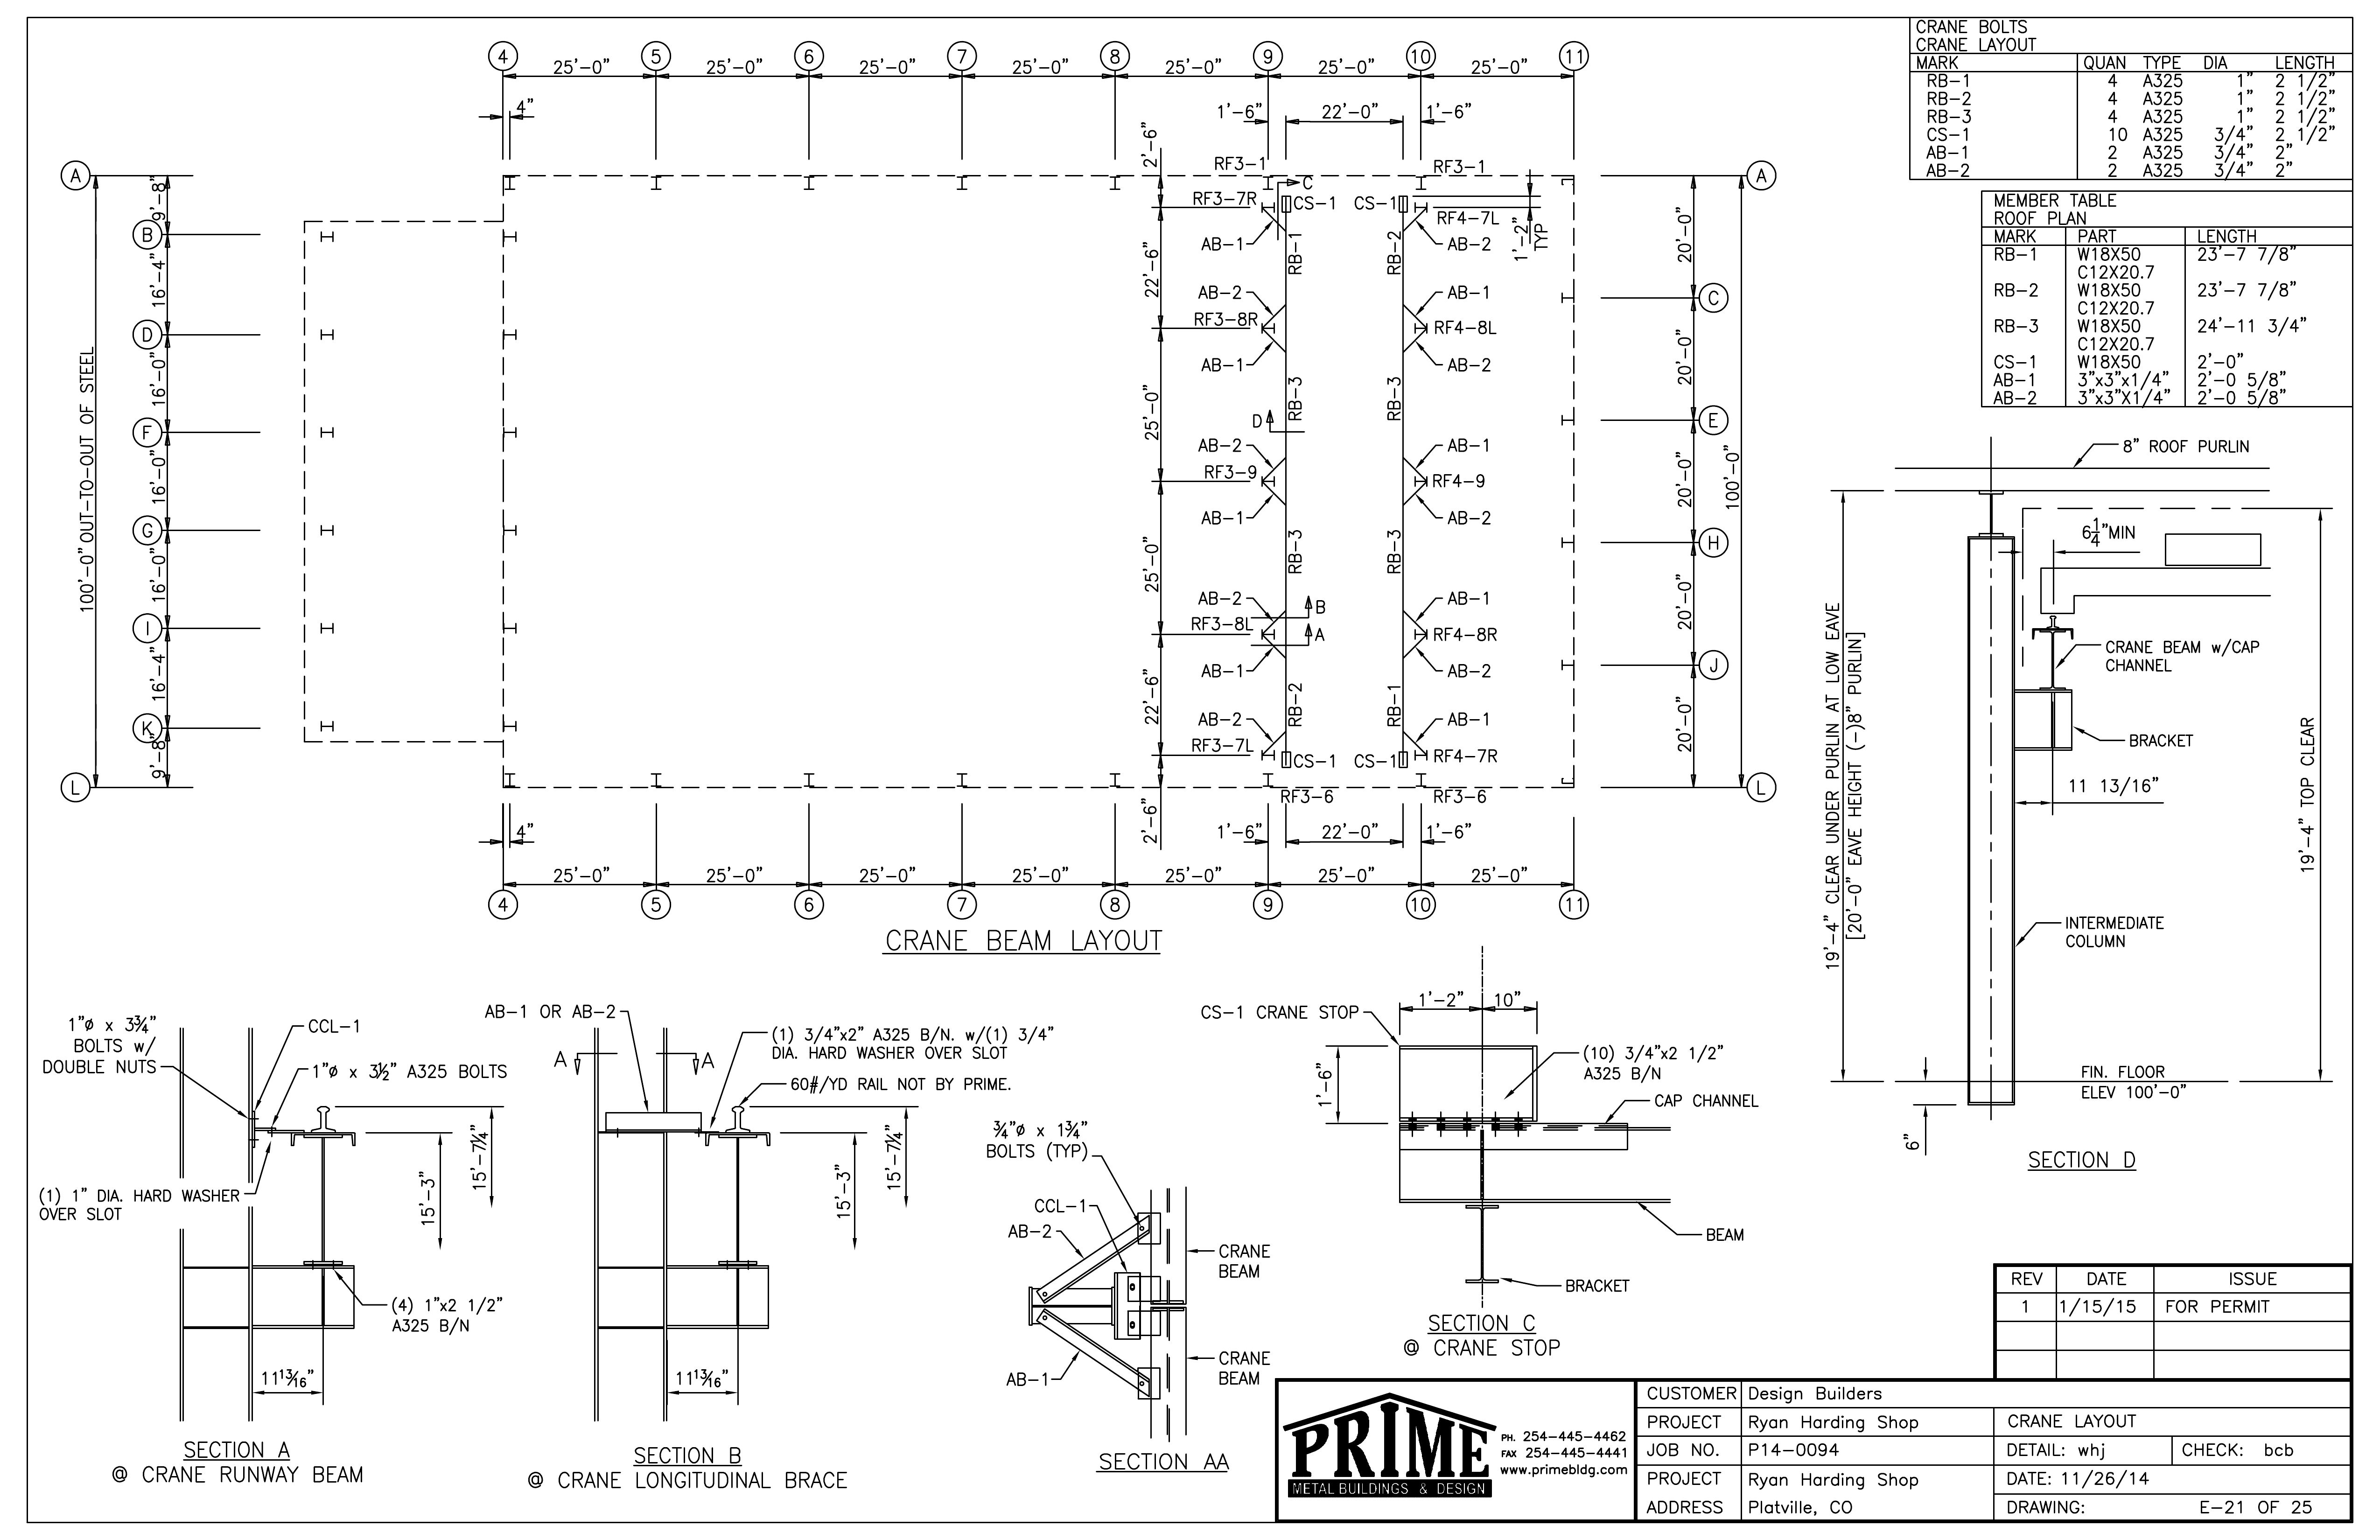 CRANE BOLTS
CRANE LAYOUT
MARK QUAN TYPE DIA LENGTH
RB-1 4 A325 1" 2 1/2"
RB-2 4 A325 1" 2 1/2"
RB-3 4 A325 1" 2 1/2"
CS-1 10 A325 3/4" 2 1/2"
AB-1 2 A325 3/4" 2"
AB-2 2 A325 3/4" 2"
MEMBER TABLE
ROOF PLAN
MARK PART LENGTH
RB-1 W18X50 23'-7 7/8"
C12X20.7
RB-2 W18X50 23'-7 7/8"
C12X20.7
RB-3 W18X50 24'-11 3/4"
C12X20.7
CS-1 W18X50 2'-0"
AB-1 3"x3"x1/4" 2'-0 5/8"
AB-2 3"x3"X1/4" 2'-0 5/8"
4 5 6 7 8 9 10 11
25'-0" 25'-0" 25'-0" 25'-0" 25'-0" 25'-0" 25'-0"
4" 1'-6" 22'-0" 1'-6"
2'-6"
A RF3-1 RF3-1 A
9'-8" C
RF3-7R CS-1 CS-1 RF4-7L
1'-2"
TYP
B AB-1 RB-1 RB-2 AB-2
16'-4" 22'-6" 20'-0"
AB-2 AB-1 C
D RF3-8R RF4-8L
AB-1 AB-2
16'-0" 25'-0" RB-3 RB-3 20'-0"
100'-0" OUT-TO-OUT OF STEEL
F D E
AB-2 AB-1
RF3-9 RF4-9
16'-0" 20'-0" 100'-0"
AB-1 AB-2
G H
16'-0" 25'-0" RB-3 RB-3 20'-0"
AB-2 B AB-1
I RF3-8L A RF4-8R
AB-1 AB-2 J
16'-4" 22'-6" RB-2 RB-1 20'-0"
AB-2 AB-1
K RF3-7L RF4-7R
9'-8" CS-1 CS-1
L RF3-6 RF3-6 L
2'-6"
4" 1'-6" 22'-0" 1'-6"
25'-0" 25'-0" 25'-0" 25'-0" 25'-0" 25'-0" 25'-0"
4 5 6 7 8 9 10 11
CRANE BEAM LAYOUT
8" ROOF PURLIN
6 1/4" MIN
CRANE BEAM w/CAP
CHANNEL
BRACKET
11 13/16"
19'-4" CLEAR UNDER PURLIN AT LOW EAVE
[20'-0" EAVE HEIGHT (-)8" PURLIN]
19'-4" TOP CLEAR
INTERMEDIATE
COLUMN
FIN. FLOOR
ELEV 100'-0"
6"
SECTION D
1"ø x 3¾"
BOLTS w/
DOUBLE NUTS
CCL-1
1"ø x 3½" A325 BOLTS
(1) 1" DIA. HARD WASHER
OVER SLOT
15'-3"
15'-7¼"
(4) 1"x2 1/2"
A325 B/N
11 13/16"
SECTION A
@ CRANE RUNWAY BEAM
AB-1 OR AB-2
A A
(1) 3/4"x2" A325 B/N. w/(1) 3/4"
DIA. HARD WASHER OVER SLOT
60#/YD RAIL NOT BY PRIME.
15'-3"
15'-7¼"
11 13/16"
SECTION B
@ CRANE LONGITUDINAL BRACE
¾"ø x 1¾"
BOLTS (TYP)
CCL-1
AB-2
CRANE
BEAM
AB-1
CRANE
BEAM
SECTION AA
CS-1 CRANE STOP
1'-2" 10"
1'-6"
(10) 3/4"x2 1/2"
A325 B/N
CAP CHANNEL
BEAM
BRACKET
SECTION C
@ CRANE STOP
REV DATE ISSUE
1 1/15/15 FOR PERMIT
PRIME
METAL BUILDINGS & DESIGN
PH. 254-445-4462
FAX 254-445-4441
www.primebldg.com
CUSTOMER Design Builders
PROJECT Ryan Harding Shop CRANE LAYOUT
JOB NO. P14-0094 DETAIL: whj CHECK: bcb
PROJECT Ryan Harding Shop DATE: 11/26/14
ADDRESS Platville, CO DRAWING: E-21 OF 25